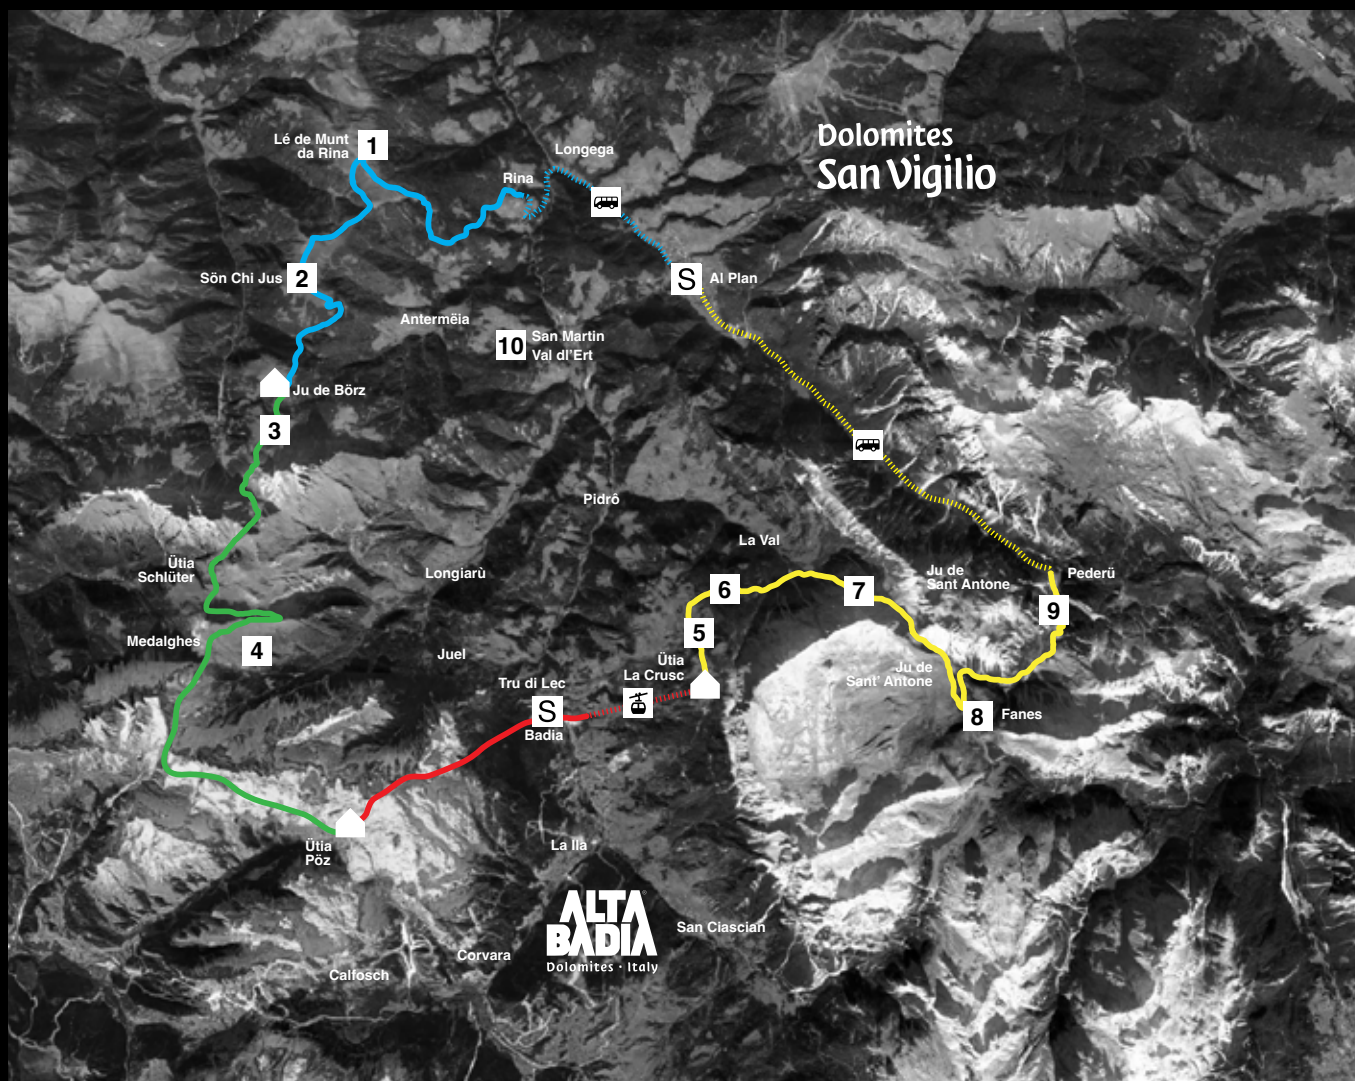 Dolomites
San Vigilio
Longega
Lé de Munt
da Rina
1
Rina
S
Al Plan
Sön Chi Jus
2
Antermëia
10
San Martin
Val dl'Ert
Ju de Börz
3
Pidrô
La Val
Ütia
Schlüter
Longiarù
Ju de
Sant Antone
Pederü
6
7
9
5
Medalghes
4
Juel
Ütia
La Crusc
Ju de
Sant' Antone
Tru di Lec
S
Badia
8
Fanes
Ütia
Pöz
La Ila
ALTA
BADIA
Dolomites · Italy
San Ciascian
Corvara
Calfosch